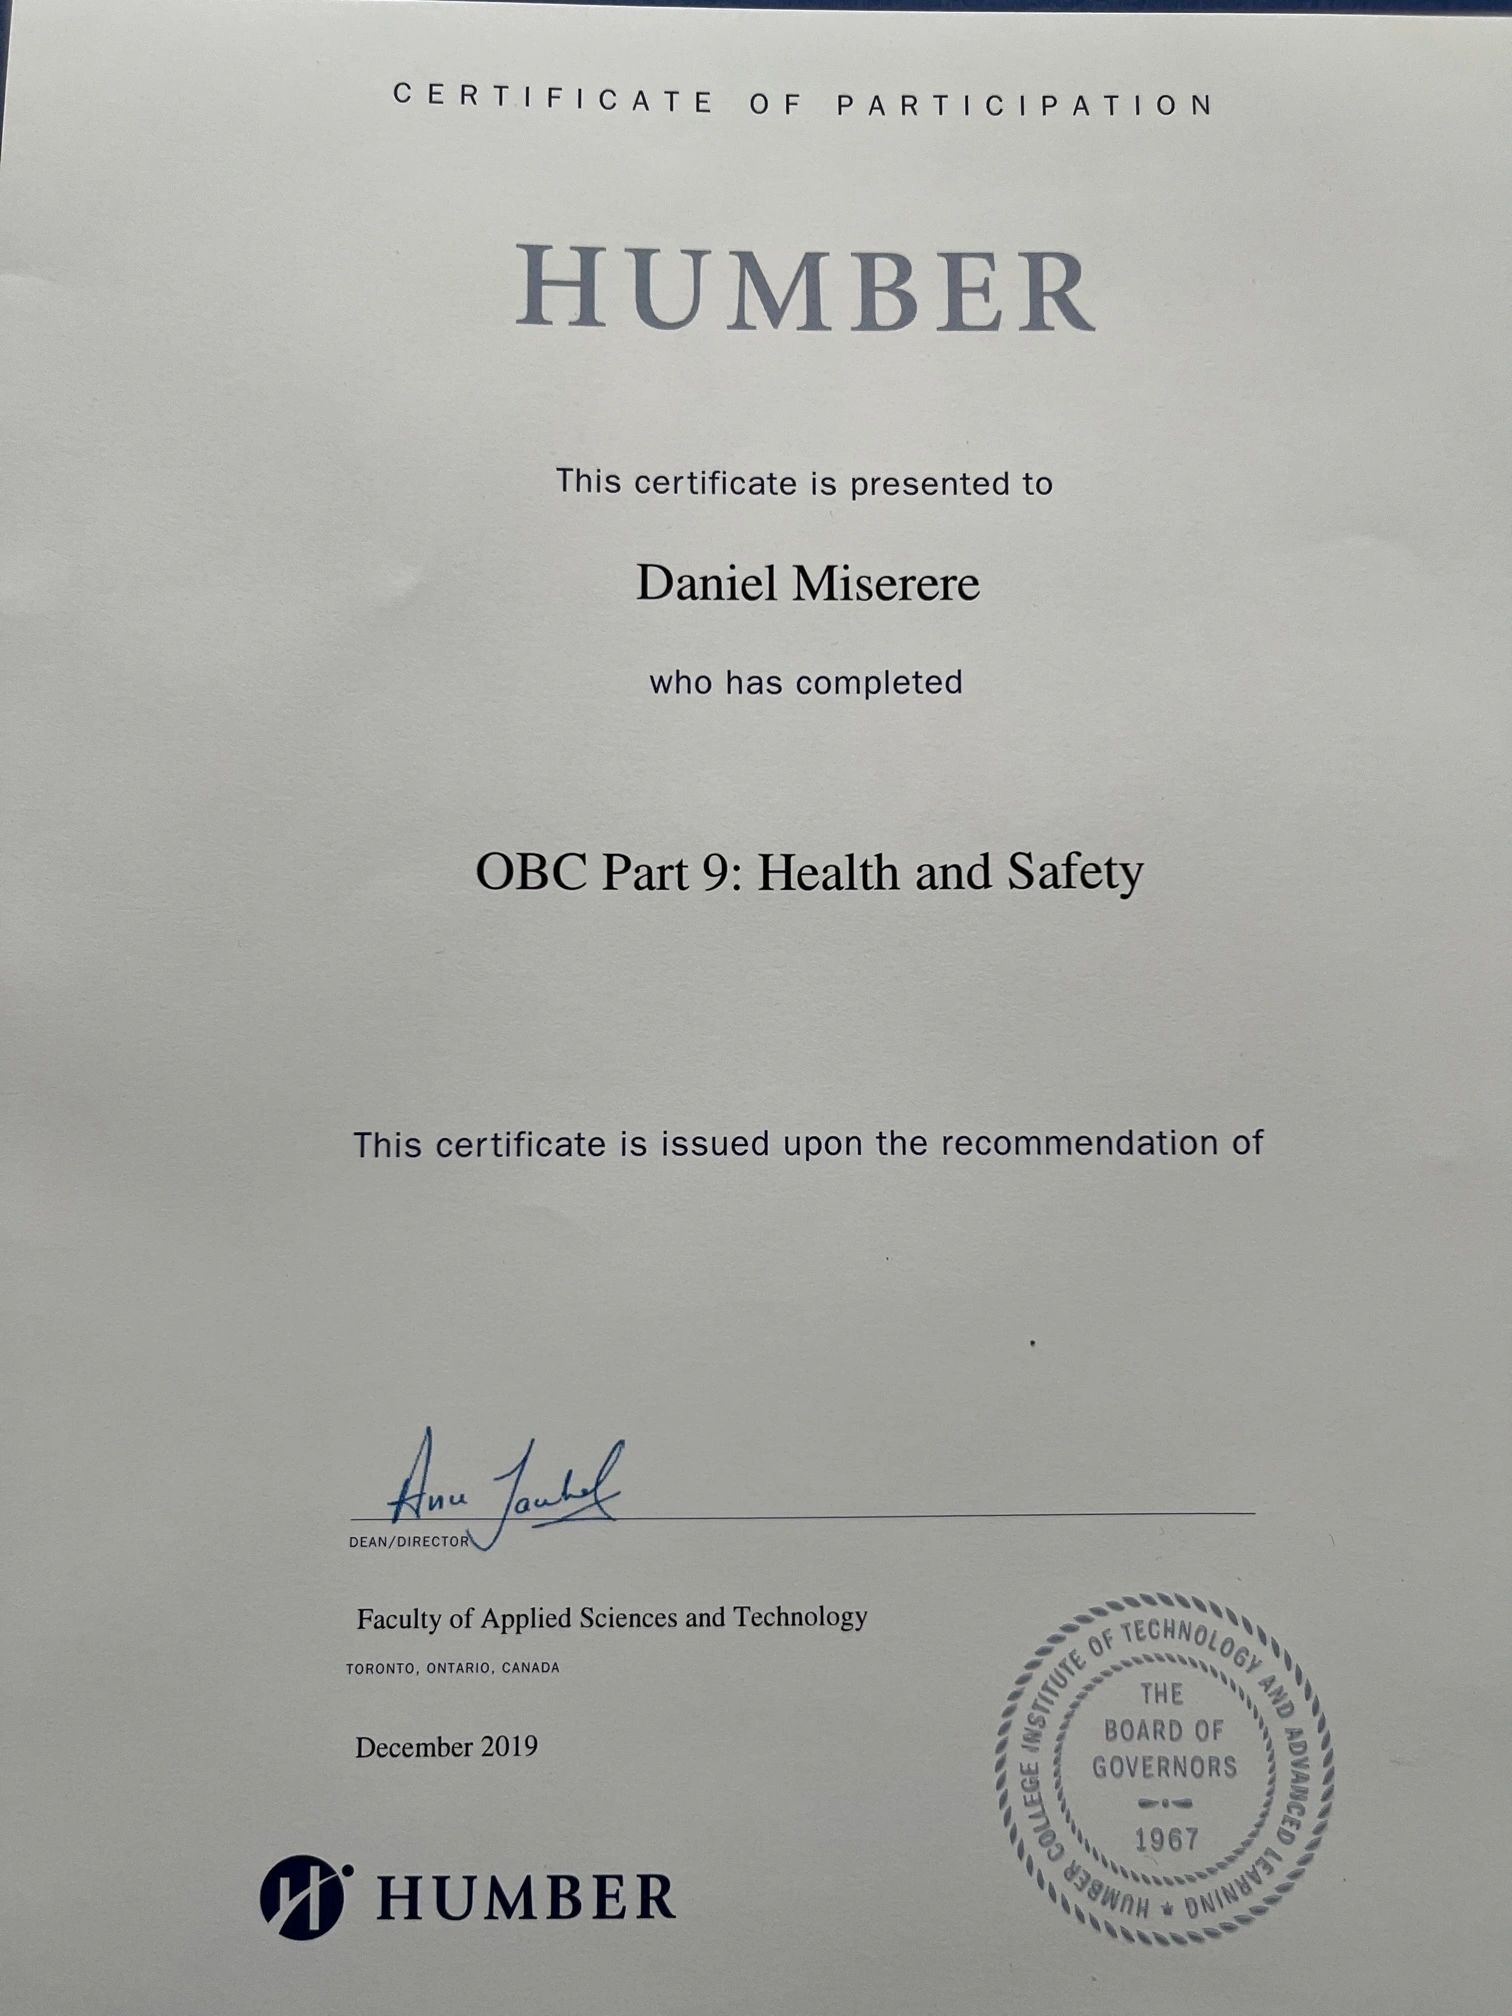 CERTIFICATE OF PARTICIPATION
HUMBER
This certificate is presented to
Daniel Miserere
who has completed
OBC Part 9: Health and Safety
This certificate is issued upon the recommendation of
DEAN/DIRECTOR
Faculty of Applied Sciences and Technology
TORONTO, ONTARIO, CANADA
December 2019
HUMBER
HUMBER COLLEGE INSTITUTE OF TECHNOLOGY AND ADVANCED LEARNING
THE
BOARD OF
GOVERNORS
1967